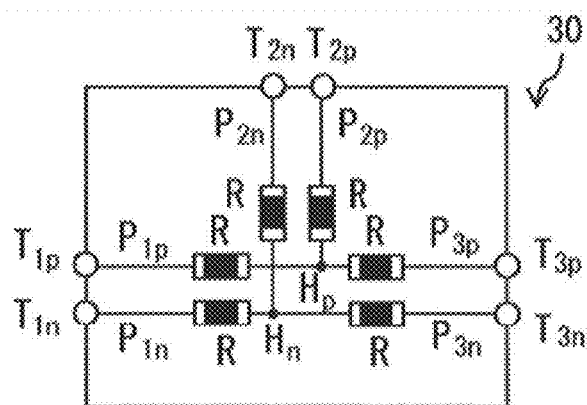 T2n T2p 30
P2n P2p
R R
T1p P1p R R P3p T3p
Hp
T1n P1n R Hn R P3n T3n